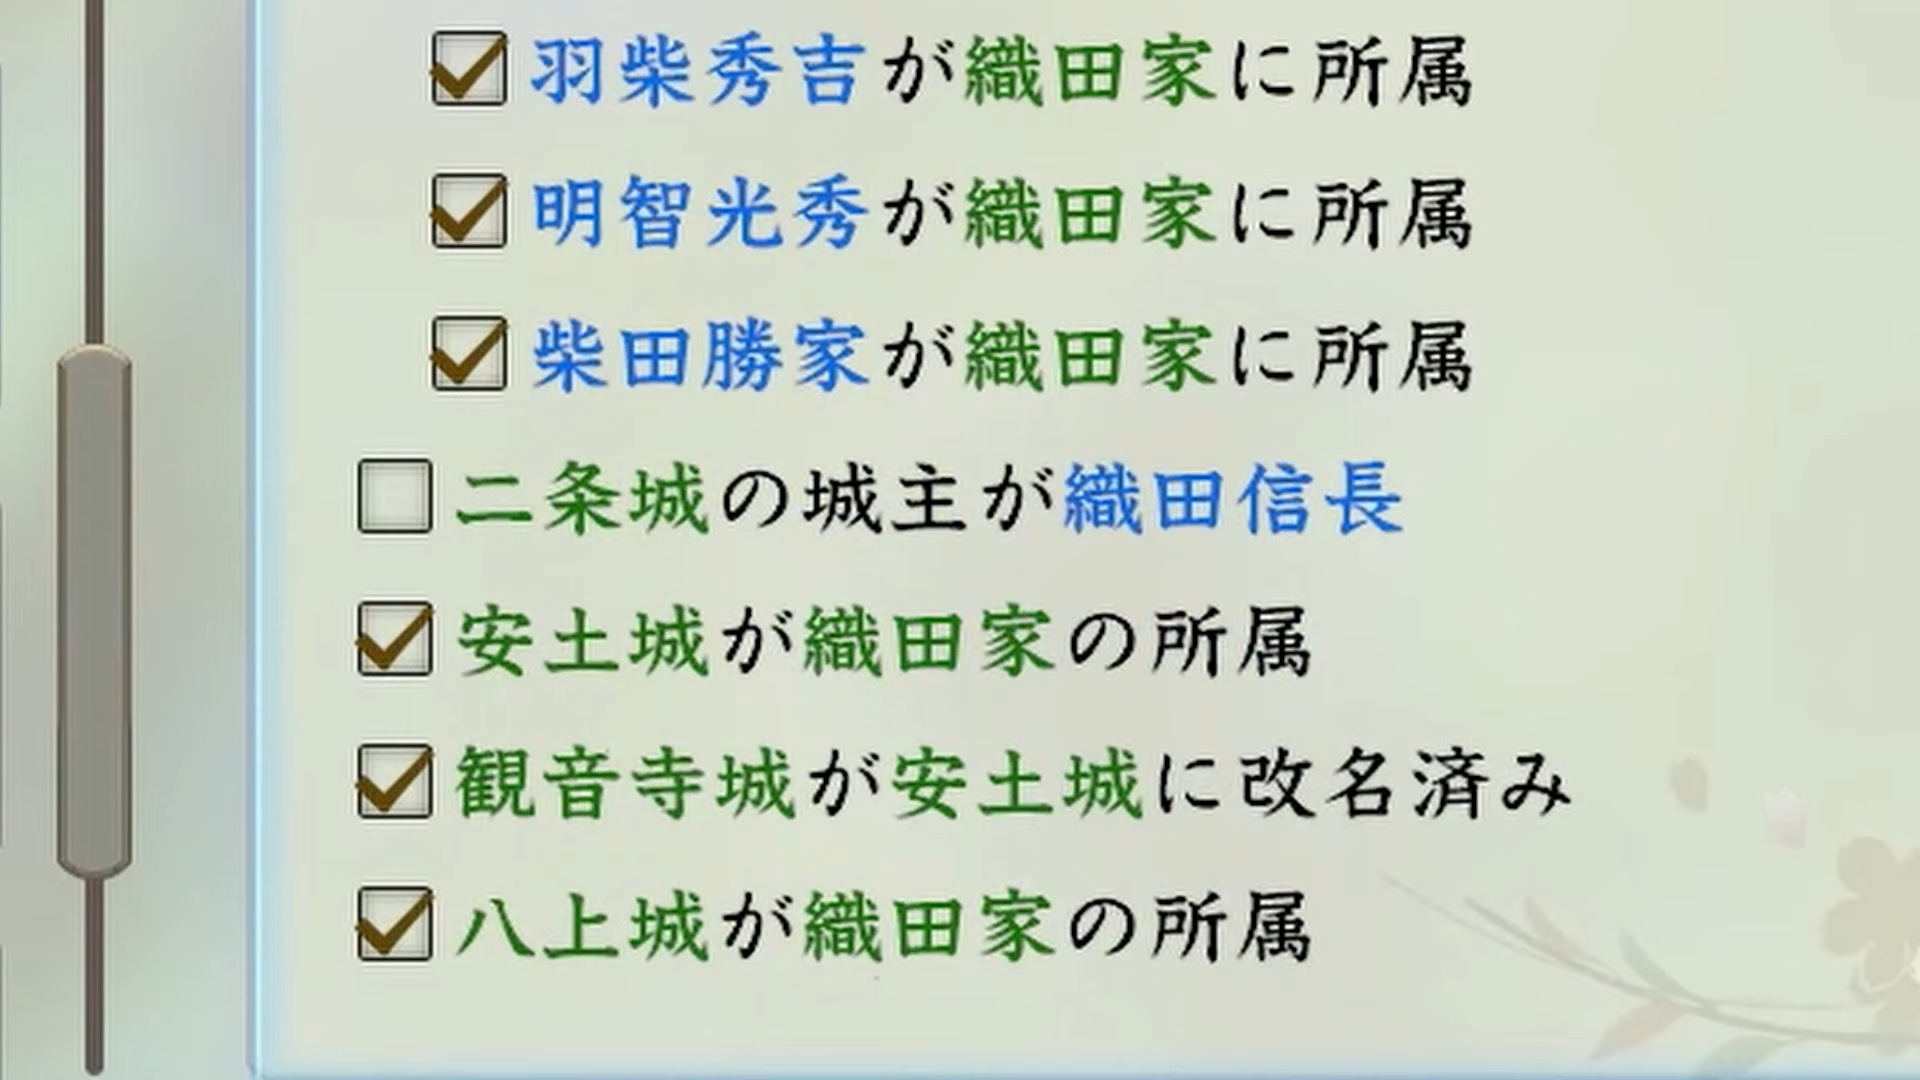 羽柴秀吉が織田家に所属
明智光秀が織田家に所属
柴田勝家が織田家に所属
二条城の城主が織田信長
安土城が織田家の所属
観音寺城が安土城に改名済み
八上城が織田家の所属